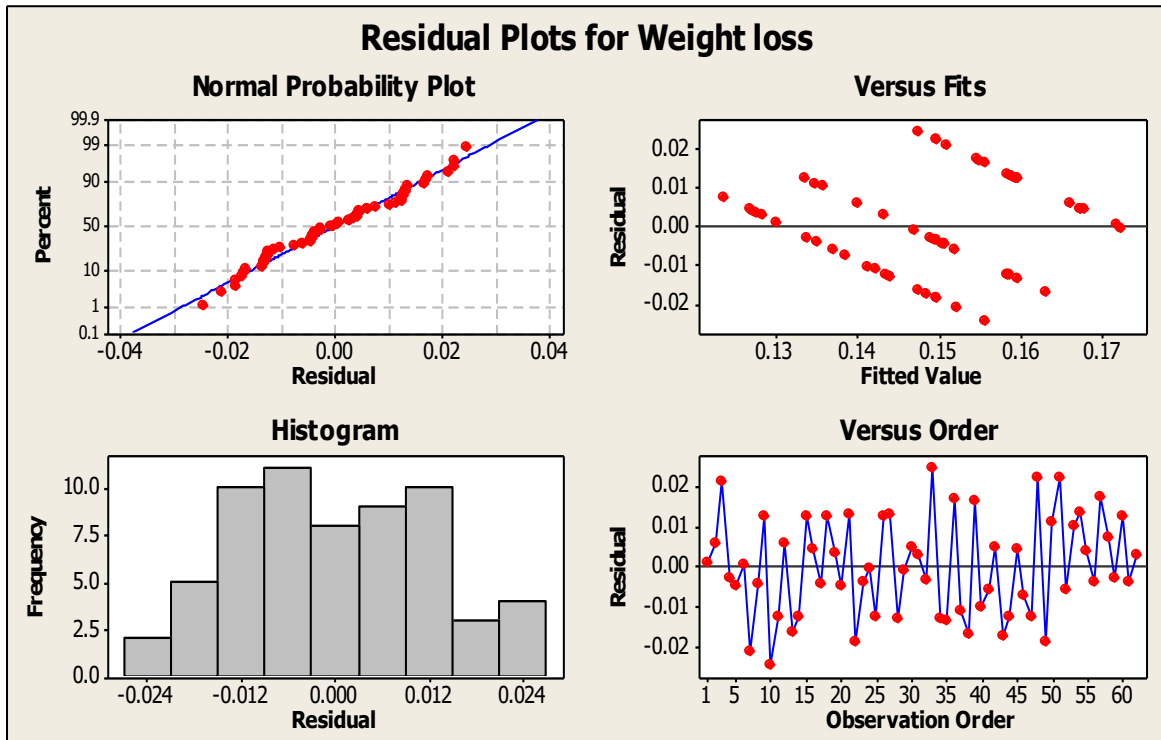 Residual Plots for Weight loss
Normal Probability Plot
99.9
99
90
50
10
1
0.1
Percent
-0.04 -0.02 0.00 0.02 0.04
Residual
Versus Fits
0.02
0.01
0.00
-0.01
-0.02
Residual
0.13 0.14 0.15 0.16 0.17
Fitted Value
Histogram
10.0
7.5
5.0
2.5
0.0
Frequency
-0.024 -0.012 0.000 0.012 0.024
Residual
Versus Order
0.02
0.01
0.00
-0.01
-0.02
Residual
1 5 10 15 20 25 30 35 40 45 50 55 60
Observation Order